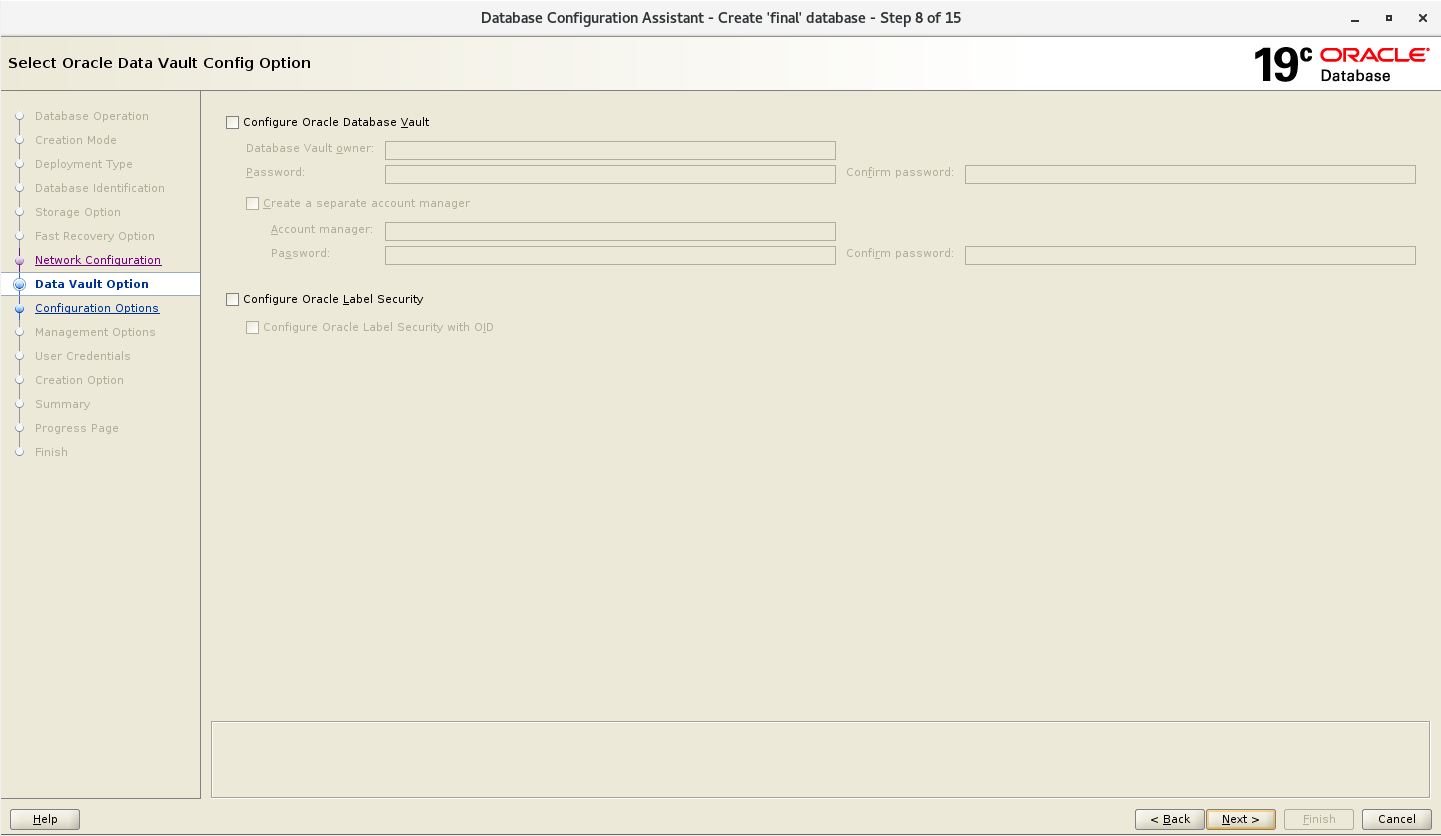 Database Configuration Assistant - Create 'final' database - Step 8 of 15
Select Oracle Data Vault Config Option
19c ORACLE
Database
Database Operation
Creation Mode
Deployment Type
Database Identification
Storage Option
Fast Recovery Option
Network Configuration
Data Vault Option
Configuration Options
Management Options
User Credentials
Creation Option
Summary
Progress Page
Finish
Configure Oracle Database Vault
Database Vault owner:
Password: Confirm password:
Create a separate account manager
Account manager:
Password: Confirm password:
Configure Oracle Label Security
Configure Oracle Label Security with OID
Help < Back Next > Finish Cancel